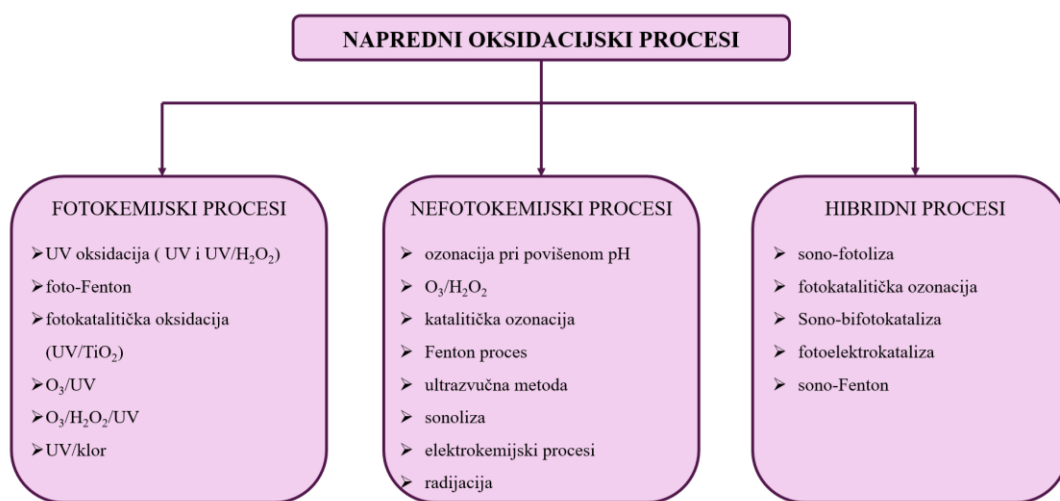 NAPREDNI OKSIDACIJSKI PROCESI
FOTOKEMIJSKI PROCESI
➢UV oksidacija ( UV i UV/H₂O₂)
➢foto-Fenton
➢fotokatalitička oksidacija
(UV/TiO₂)
➢O₃/UV
➢O₃/H₂O₂/UV
➢UV/klor
NEFOTOKEMIJSKI PROCESI
➢ ozonacija pri povišenom pH
➢ O₃/H₂O₂
➢ katalitička ozonacija
➢ Fenton proces
➢ ultrazvučna metoda
➢ sonoliza
➢ elektrokemijski procesi
➢ radijacija
HIBRIDNI PROCESI
➢ sono-fotoliza
➢ fotokatalitička ozonacija
➢ Sono-bifotokataliza
➢ fotoelektrokataliza
➢ sono-Fenton